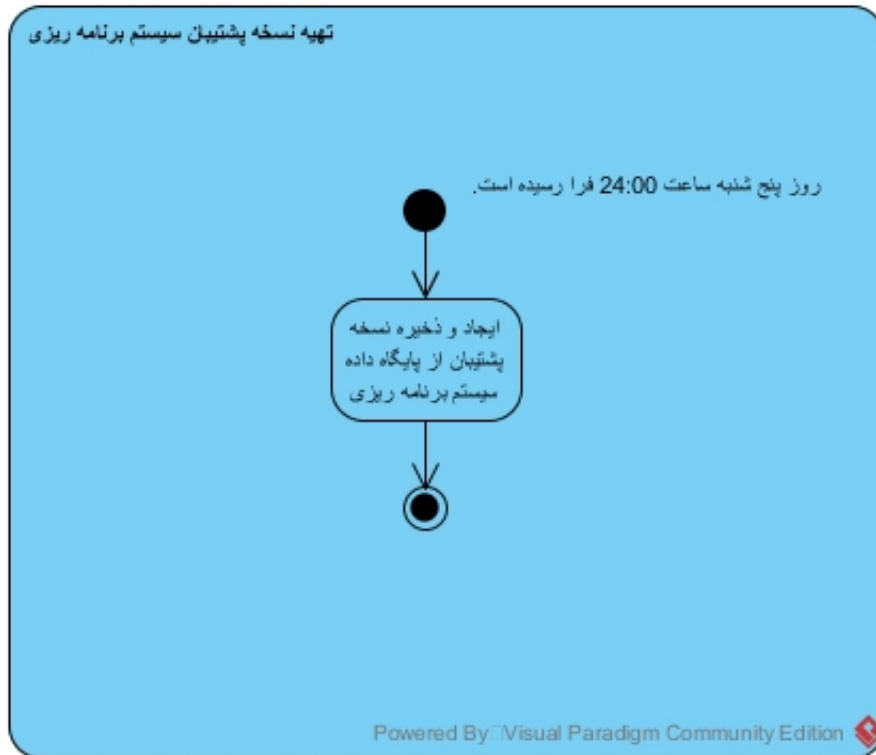 تهیه نسخه پشتیبان سیستم برنامه ریزی
روز پنج شنبه ساعت 24:00 فرا رسیده است.
ایجاد و ذخیره نسخه
پشتیبان از پایگاه داده
سیستم برنامه ریزی
Powered By Visual Paradigm Community Edition